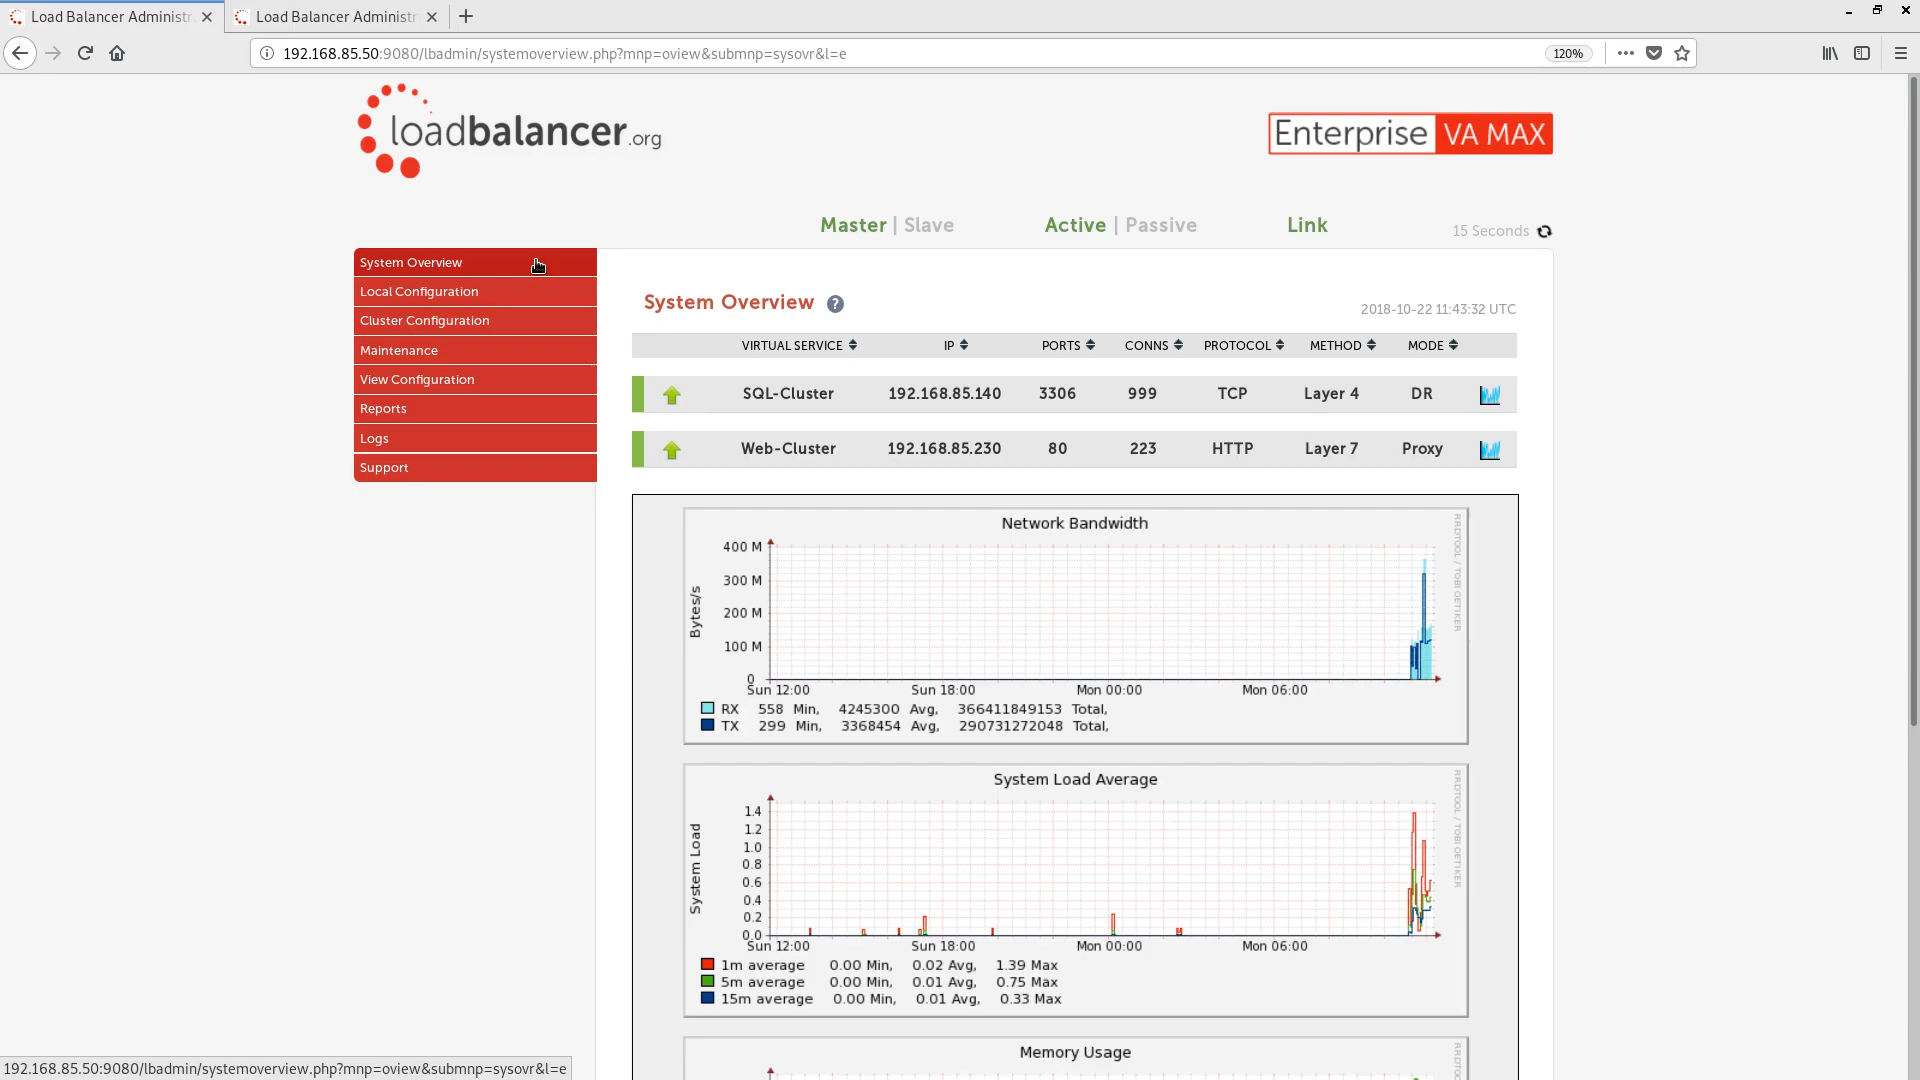 Load Balancer Administr
Load Balancer Administr
192.168.85.50:9080/lbadmin/systemoverview.php?mnp=oview&submnp=sysovr&l=e
120%
loadbalancer.org
Enterprise VA MAX
Master | Slave
Active | Passive
Link
15 Seconds
System Overview
Local Configuration
Cluster Configuration
Maintenance
View Configuration
Reports
Logs
Support
System Overview ?
2018-10-22 11:43:32 UTC
VIRTUAL SERVICE IP PORTS CONNS PROTOCOL METHOD MODE
SQL-Cluster 192.168.85.140 3306 999 TCP Layer 4 DR
Web-Cluster 192.168.85.230 80 223 HTTP Layer 7 Proxy
Network Bandwidth
RRDTOOL / TOBI OETIKER
Bytes/s
400 M
300 M
200 M
100 M
0
Sun 12:00 Sun 18:00 Mon 00:00 Mon 06:00
RX 558 Min, 4245300 Avg, 366411849153 Total,
TX 299 Min, 3368454 Avg, 290731272048 Total,
System Load Average
RRDTOOL / TOBI OETIKER
System Load
1.4
1.2
1.0
0.8
0.6
0.4
0.2
0.0
Sun 12:00 Sun 18:00 Mon 00:00 Mon 06:00
1m average 0.00 Min, 0.02 Avg, 1.39 Max
5m average 0.00 Min, 0.01 Avg, 0.75 Max
15m average 0.00 Min, 0.01 Avg, 0.33 Max
Memory Usage
192.168.85.50:9080/lbadmin/systemoverview.php?mnp=oview&submnp=sysovr&l=e